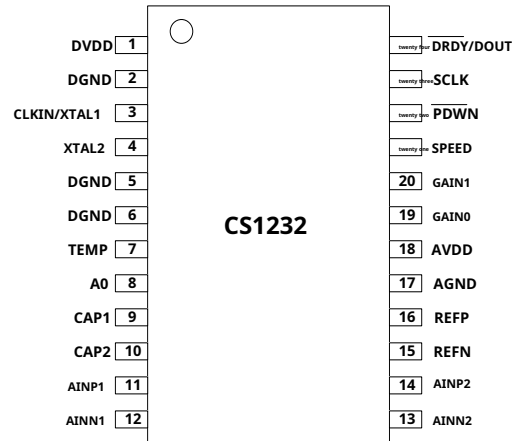 DVDD 1 twenty four DRDY/DOUT
DGND 2 twenty three SCLK
CLKIN/XTAL1 3 twenty two PDWN
XTAL2 4 twenty one SPEED
DGND 5 20 GAIN1
DGND 6 19 GAIN0
CS1232
TEMP 7 18 AVDD
A0 8 17 AGND
CAP1 9 16 REFP
CAP2 10 15 REFN
AINP1 11 14 AINP2
AINN1 12 13 AINN2